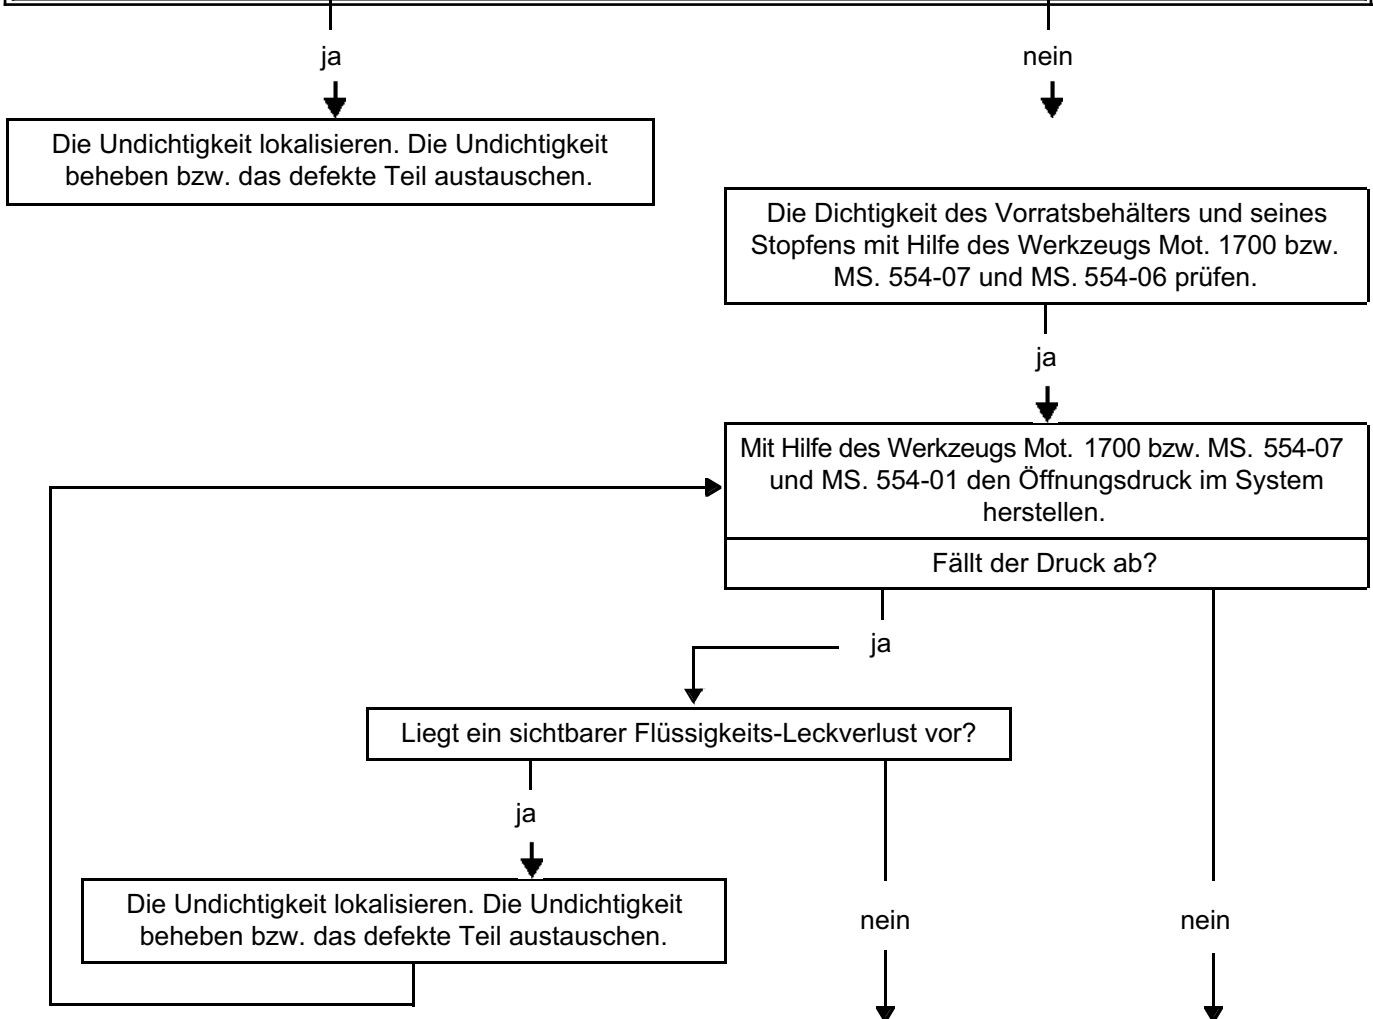 ja
nein
Die Undichtigkeit lokalisieren. Die Undichtigkeit
beheben bzw. das defekte Teil austauschen.
Die Dichtigkeit des Vorratsbehälters und seines
Stopfens mit Hilfe des Werkzeugs Mot. 1700 bzw.
MS. 554-07 und MS. 554-06 prüfen.
ja
Mit Hilfe des Werkzeugs Mot. 1700 bzw. MS. 554-07
und MS. 554-01 den Öffnungsdruck im System
herstellen.
Fällt der Druck ab?
ja
Liegt ein sichtbarer Flüssigkeits-Leckverlust vor?
ja
Die Undichtigkeit lokalisieren. Die Undichtigkeit
beheben bzw. das defekte Teil austauschen.
nein
nein